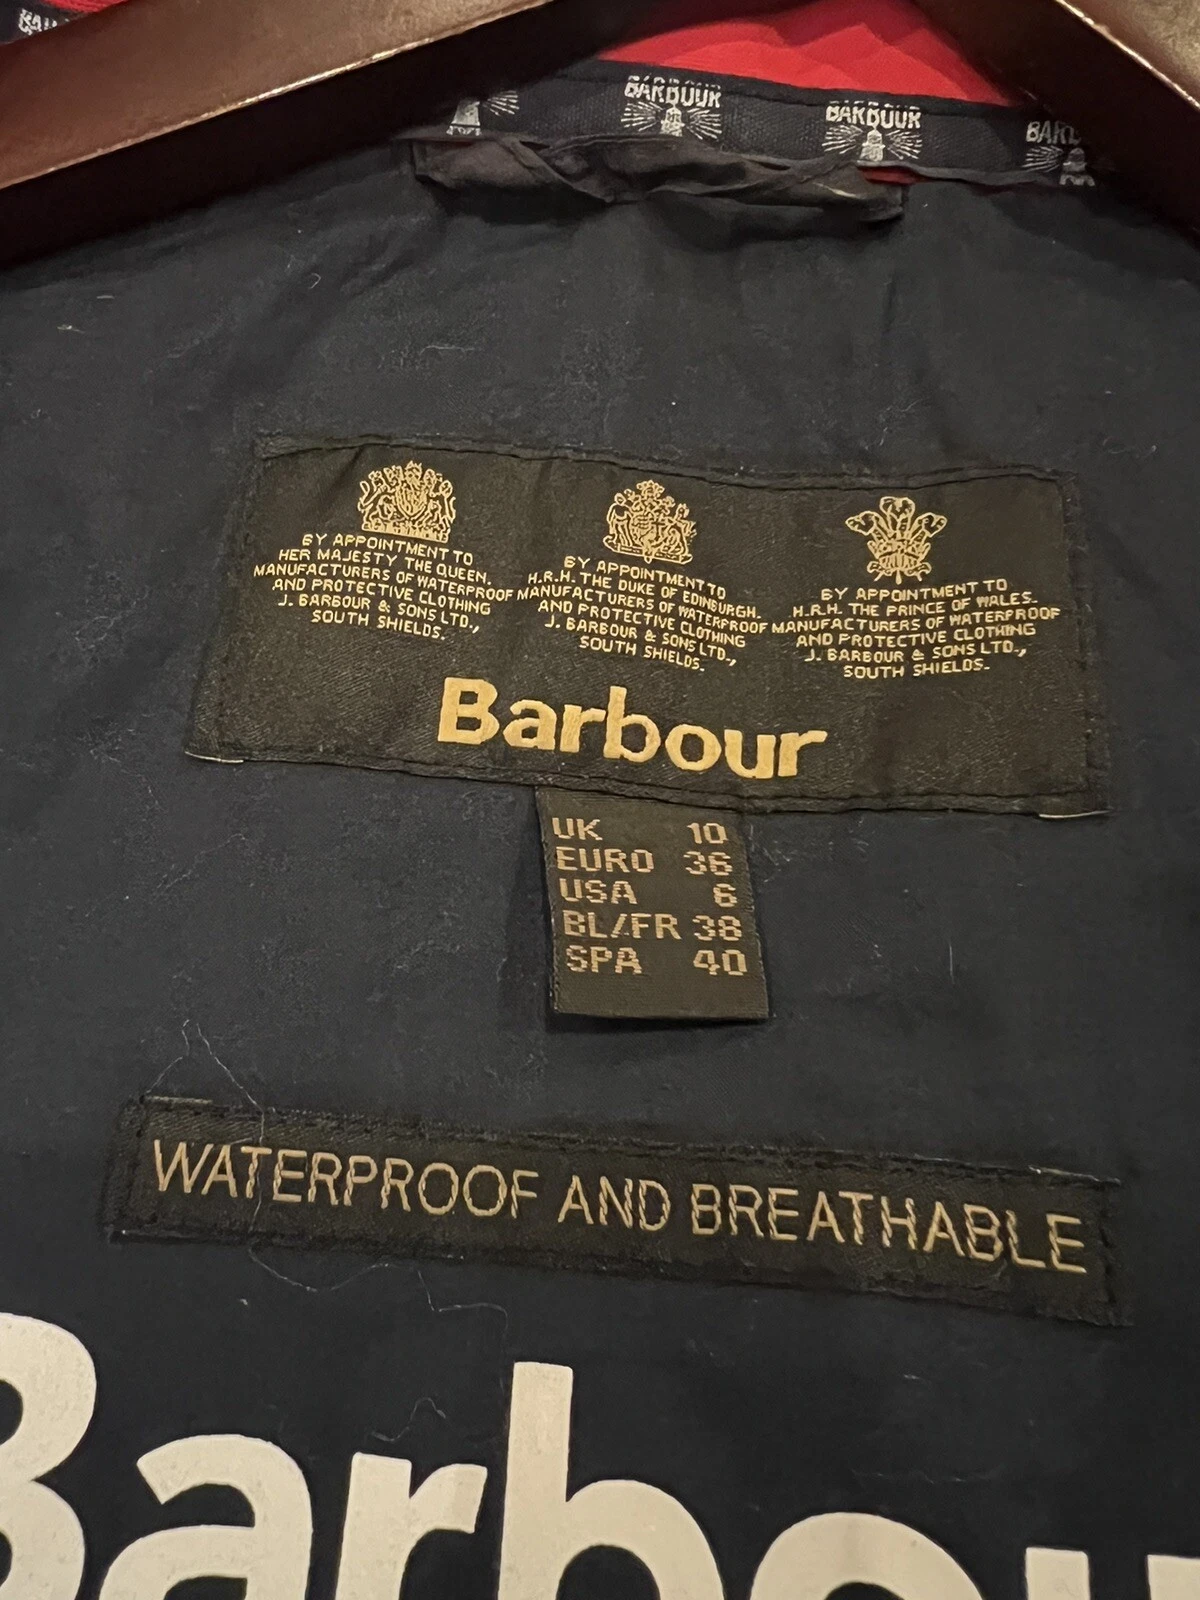 BARBOUR
BARBOUR
BARB
BY APPOINTMENT TO
HER MAJESTY THE QUEEN.
MANUFACTURERS OF WATERPROOF
AND PROTECTIVE CLOTHING
J. BARBOUR & SONS LTD.,
SOUTH SHIELDS.
BY APPOINTMENT TO
H.R.H. THE DUKE OF EDINBURGH.
MANUFACTURERS OF WATERPROOF
AND PROTECTIVE CLOTHING
J. BARBOUR & SONS LTD.,
SOUTH SHIELDS.
BY APPOINTMENT TO
H.R.H. THE PRINCE OF WALES.
MANUFACTURERS OF WATERPROOF
AND PROTECTIVE CLOTHING
J. BARBOUR & SONS LTD.,
SOUTH SHIELDS.
Barbour
UK 10
EURO 36
USA 6
BL/FR 38
SPA 40
WATERPROOF AND BREATHABLE
Barbour